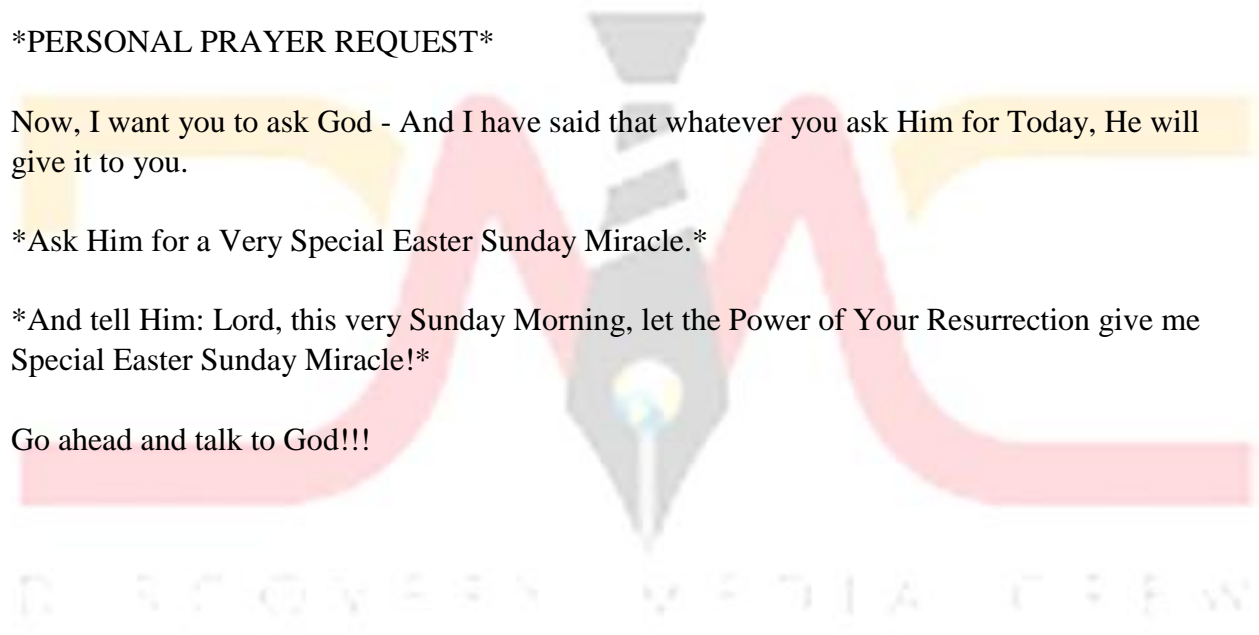 *PERSONAL PRAYER REQUEST*
Now, I want you to ask God - And I have said that whatever you ask Him for Today, He will
give it to you.
*Ask Him for a Very Special Easter Sunday Miracle.*
*And tell Him: Lord, this very Sunday Morning, let the Power of Your Resurrection give me
Special Easter Sunday Miracle!*
Go ahead and talk to God!!!
DISCOVERY MEDIA CREW